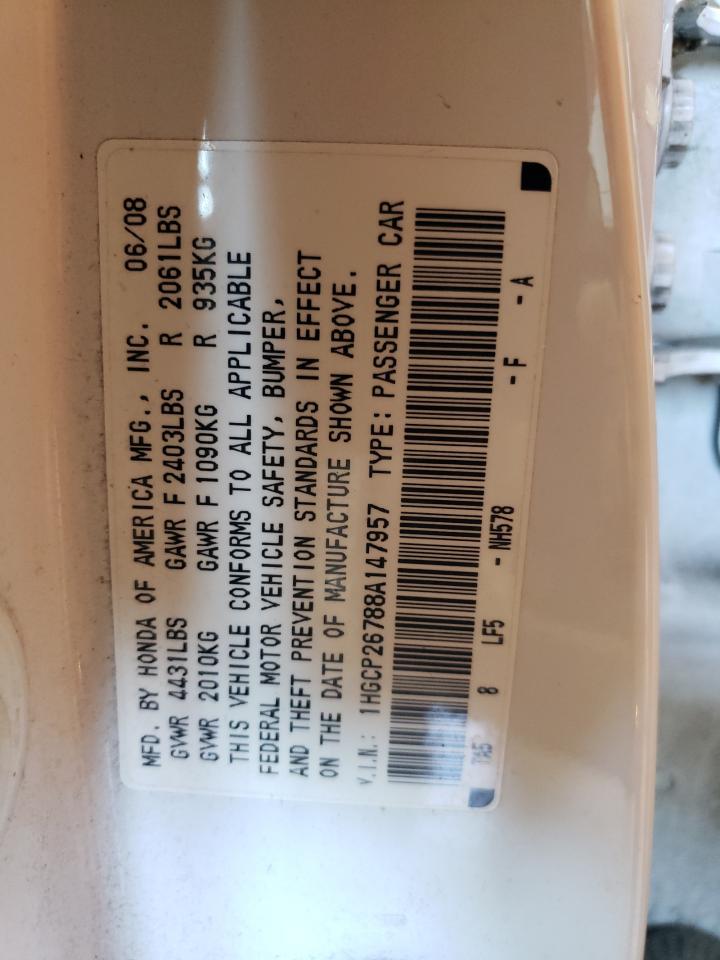 MFD. BY HONDA OF AMERICA MFG., INC. 06/08
GVWR 4431LBS GAWR F 2403LBS R 2061LBS
GVWR 2010KG GAWR F 1090KG R 935KG
THIS VEHICLE CONFORMS TO ALL APPLICABLE
FEDERAL MOTOR VEHICLE SAFETY, BUMPER,
AND THEFT PREVENTION STANDARDS IN EFFECT
ON THE DATE OF MANUFACTURE SHOWN ABOVE.
V.I.N.: 1HGCP26788A147957 TYPE: PASSENGER CAR
TA5 8 LF5 - NH578 - F - A